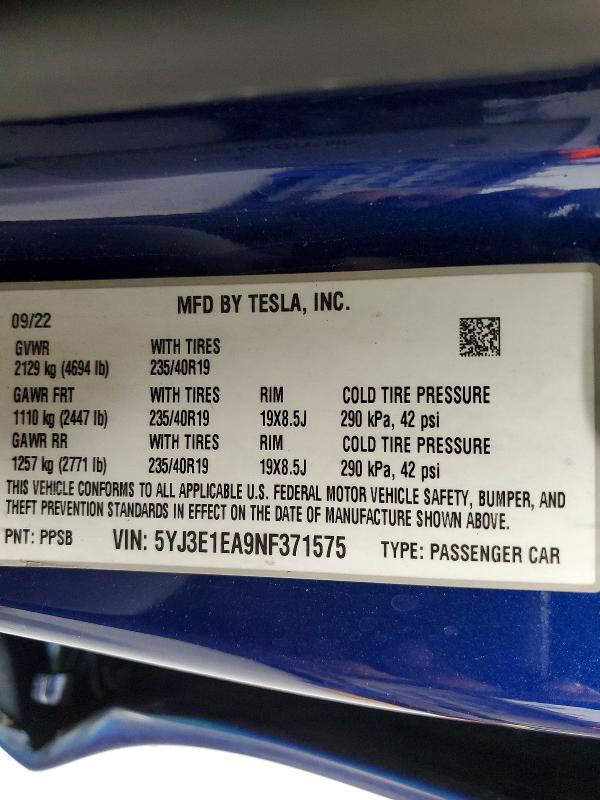 MFD BY TESLA, INC.
09/22
GVWR WITH TIRES
2129 kg (4694 lb) 235/40R19
GAWR FRT WITH TIRES RIM COLD TIRE PRESSURE
1110 kg (2447 lb) 235/40R19 19X8.5J 290 kPa, 42 psi
GAWR RR WITH TIRES RIM COLD TIRE PRESSURE
1257 kg (2771 lb) 235/40R19 19X8.5J 290 kPa, 42 psi
THIS VEHICLE CONFORMS TO ALL APPLICABLE U.S. FEDERAL MOTOR VEHICLE SAFETY, BUMPER, AND
THEFT PREVENTION STANDARDS IN EFFECT ON THE DATE OF MANUFACTURE SHOWN ABOVE.
PNT: PPSB VIN: 5YJ3E1EA9NF371575 TYPE: PASSENGER CAR